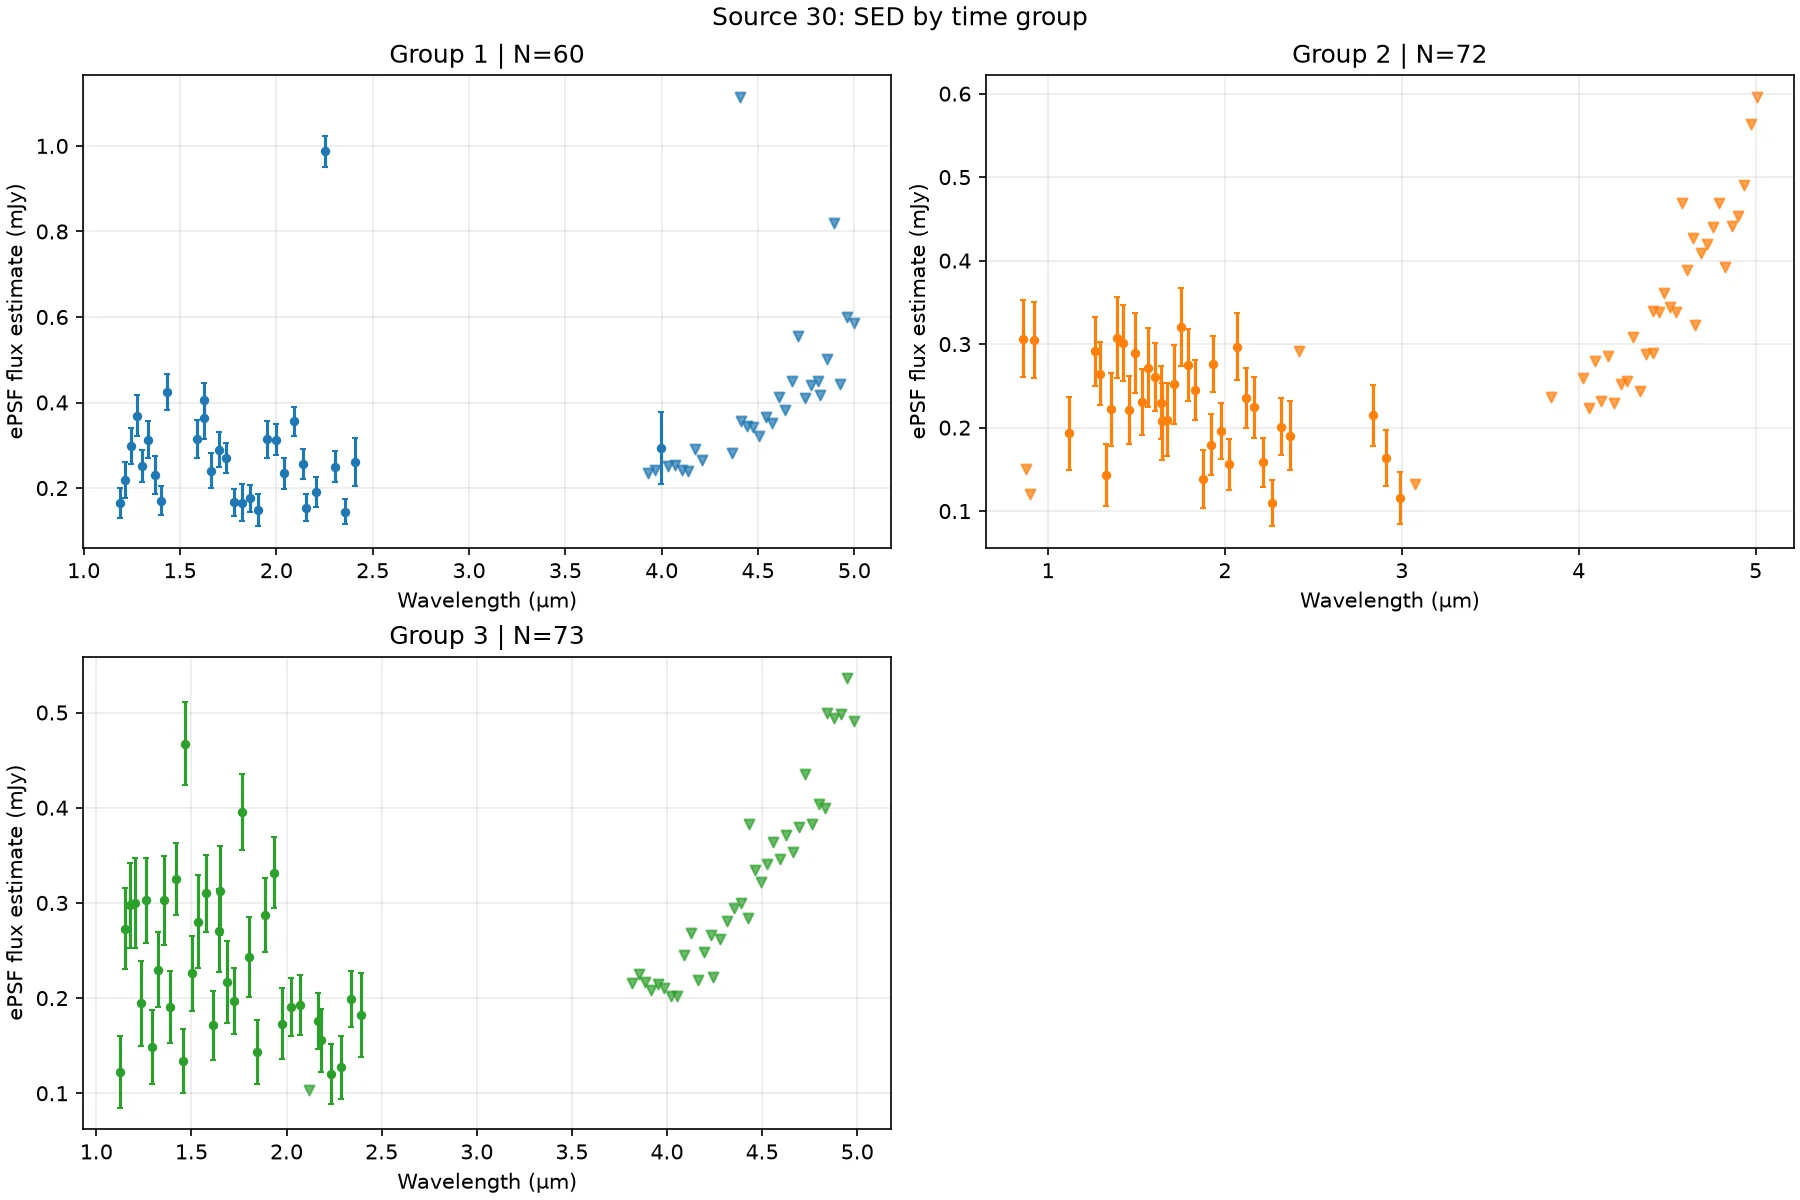 Source 30: SED by time group
Group 1 | N=60
ePSF flux estimate (mJy)
1.0
0.8
0.6
0.4
0.2
1.0 1.5 2.0 2.5 3.0 3.5 4.0 4.5 5.0
Wavelength (µm)
Group 2 | N=72
ePSF flux estimate (mJy)
0.6
0.5
0.4
0.3
0.2
0.1
1 2 3 4 5
Wavelength (µm)
Group 3 | N=73
ePSF flux estimate (mJy)
0.5
0.4
0.3
0.2
0.1
1.0 1.5 2.0 2.5 3.0 3.5 4.0 4.5 5.0
Wavelength (µm)